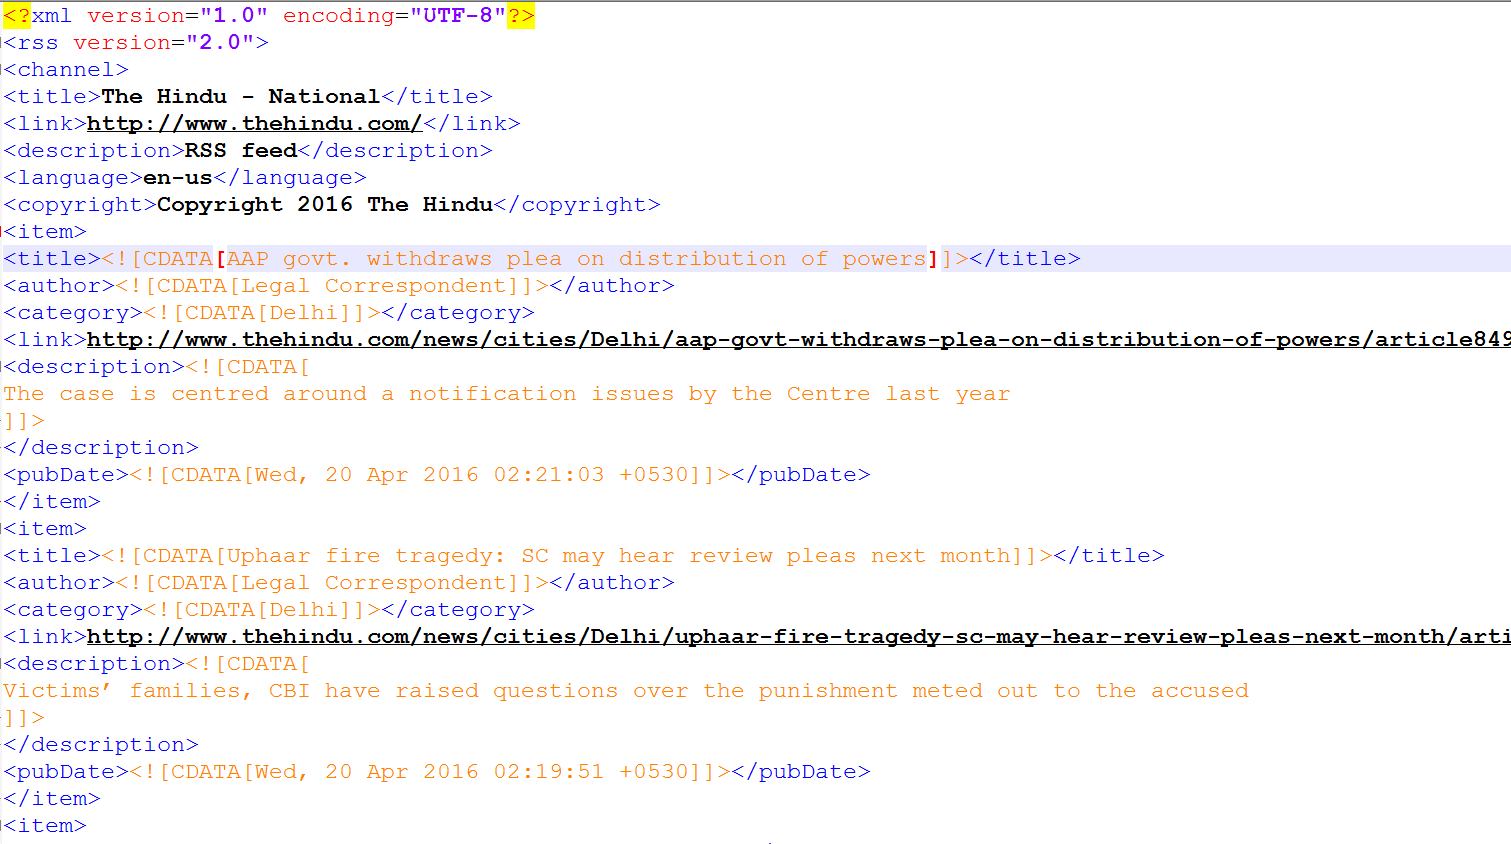 <?xml version="1.0" encoding="UTF-8"?>
<rss version="2.0">
<channel>
<title>The Hindu - National</title>
<link>http://www.thehindu.com/</link>
<description>RSS feed</description>
<language>en-us</language>
<copyright>Copyright 2016 The Hindu</copyright>
<item>
<title><![CDATA[AAP govt. withdraws plea on distribution of powers]]></title>
<author><![CDATA[Legal Correspondent]]></author>
<category><![CDATA[Delhi]]></category>
<link>http://www.thehindu.com/news/cities/Delhi/aap-govt-withdraws-plea-on-distribution-of-powers/article849
<description><![CDATA[
The case is centred around a notification issues by the Centre last year
]]>
</description>
<pubDate><![CDATA[Wed, 20 Apr 2016 02:21:03 +0530]]></pubDate>
</item>
<item>
<title><![CDATA[Uphaar fire tragedy: SC may hear review pleas next month]]></title>
<author><![CDATA[Legal Correspondent]]></author>
<category><![CDATA[Delhi]]></category>
<link>http://www.thehindu.com/news/cities/Delhi/uphaar-fire-tragedy-sc-may-hear-review-pleas-next-month/arti
<description><![CDATA[
Victims’ families, CBI have raised questions over the punishment meted out to the accused
]]>
</description>
<pubDate><![CDATA[Wed, 20 Apr 2016 02:19:51 +0530]]></pubDate>
</item>
<item>